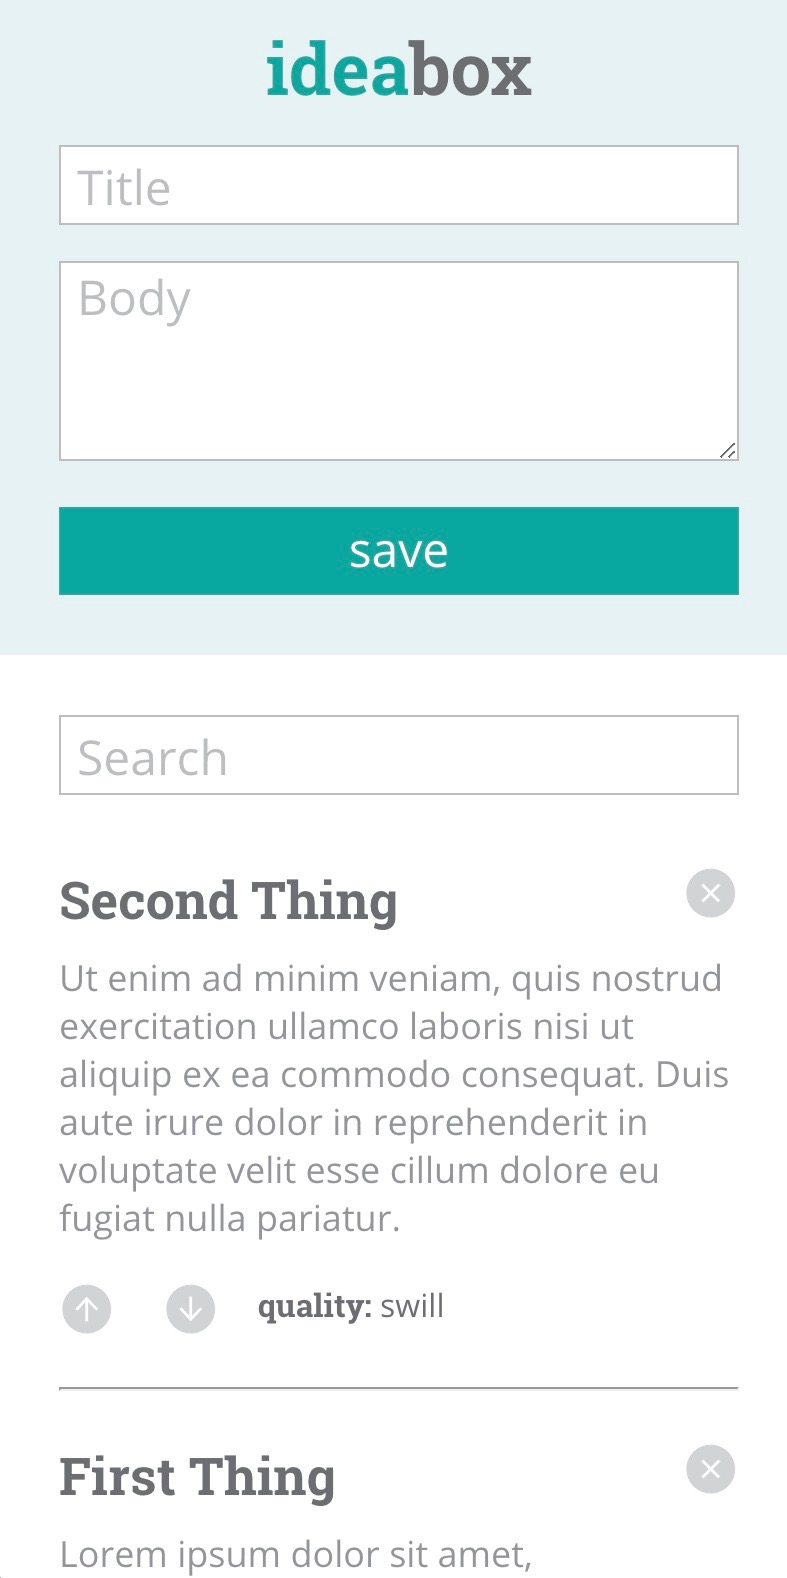 ideabox
Title
Body
save
Search
Second Thing
Ut enim ad minim veniam, quis nostrud
exercitation ullamco laboris nisi ut
aliquip ex ea commodo consequat. Duis
aute irure dolor in reprehenderit in
voluptate velit esse cillum dolore eu
fugiat nulla pariatur.
quality: swill
First Thing
Lorem ipsum dolor sit amet,